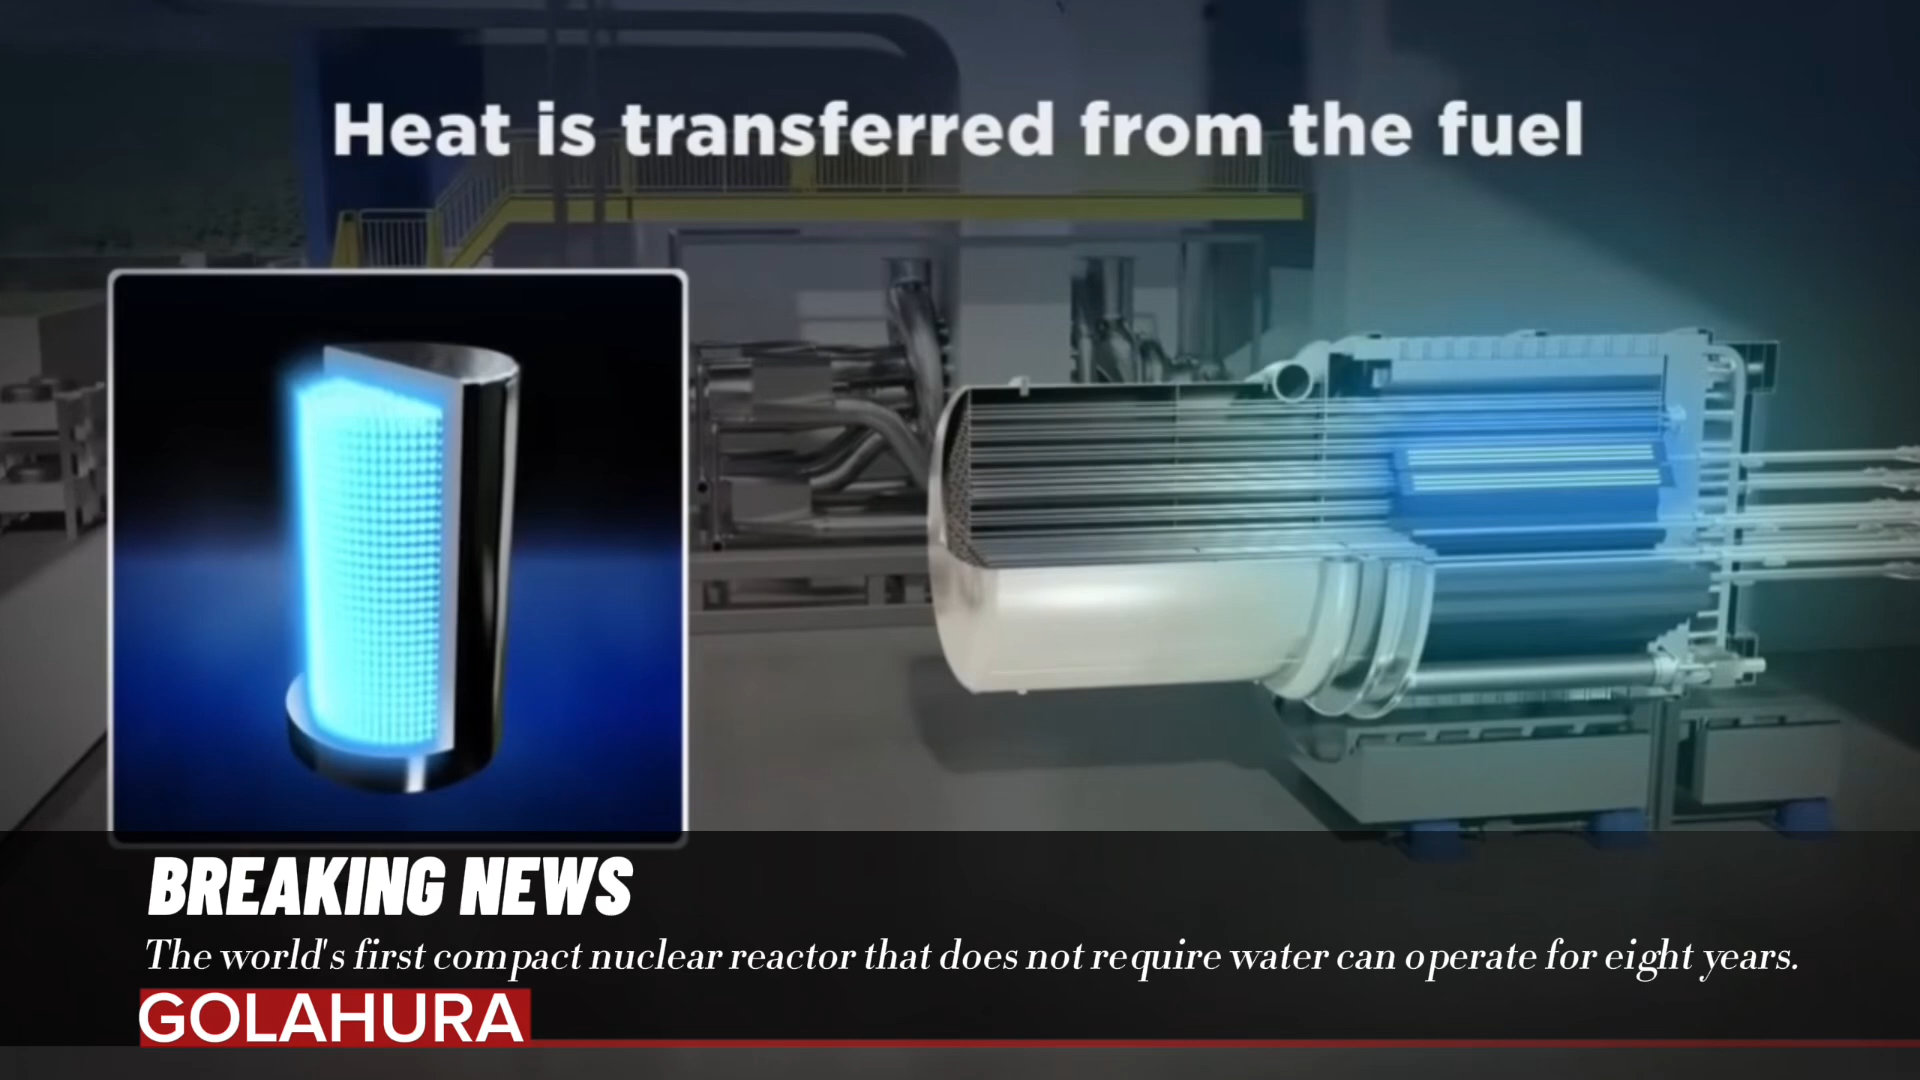 Heat is transferred from the fuel
BREAKING NEWS
The world's first compact nuclear reactor that does not require water can operate for eight years.
GOLAHURA